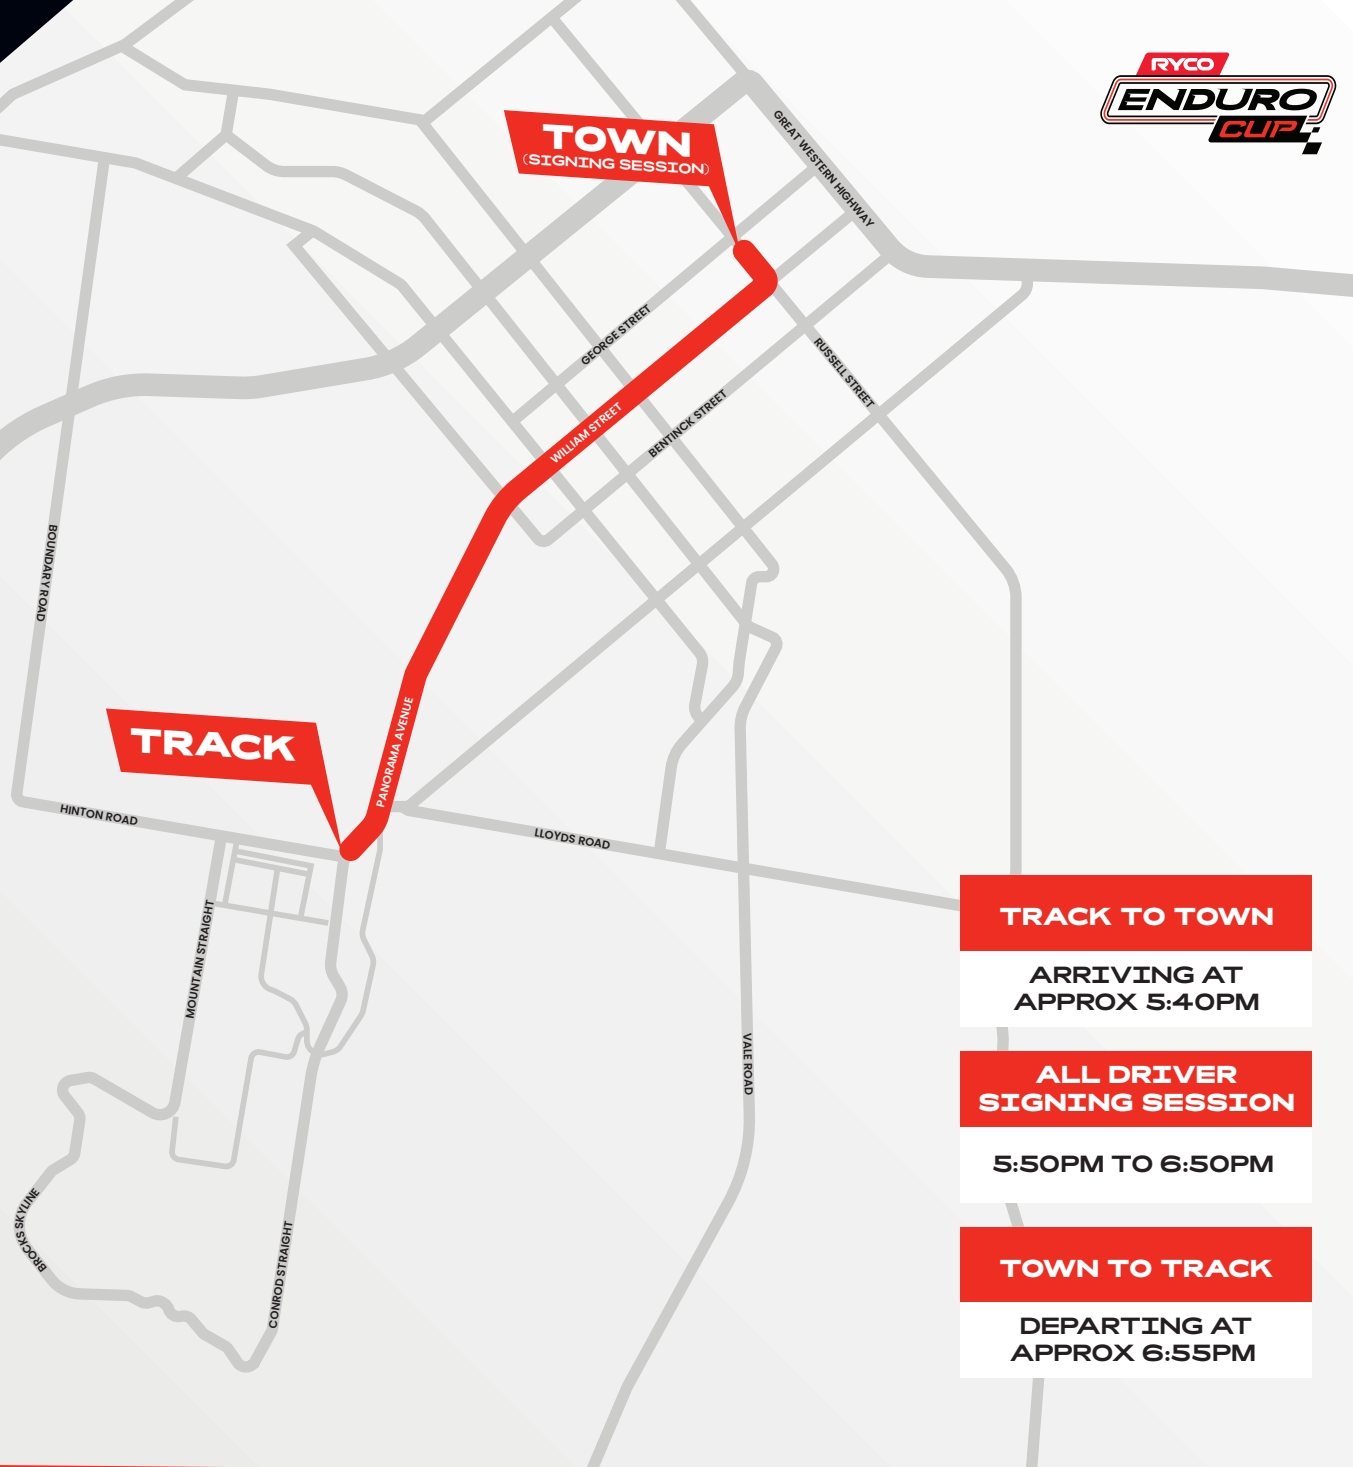 RYCO
ENDURO
CUP
TOWN
(SIGNING SESSION)
GREAT WESTERN HIGHWAY
GEORGE STREET
RUSSELL STREET
WILLIAM STREET
BENTINCK STREET
BOUNDARY ROAD
PANORAMA AVENUE
TRACK
HINTON ROAD
LLOYDS ROAD
MOUNTAIN STRAIGHT
VALE ROAD
BROCKS SKYLINE
CONROD STRAIGHT
TRACK TO TOWN
ARRIVING AT
APPROX 5:40PM
ALL DRIVER
SIGNING SESSION
5:50PM TO 6:50PM
TOWN TO TRACK
DEPARTING AT
APPROX 6:55PM